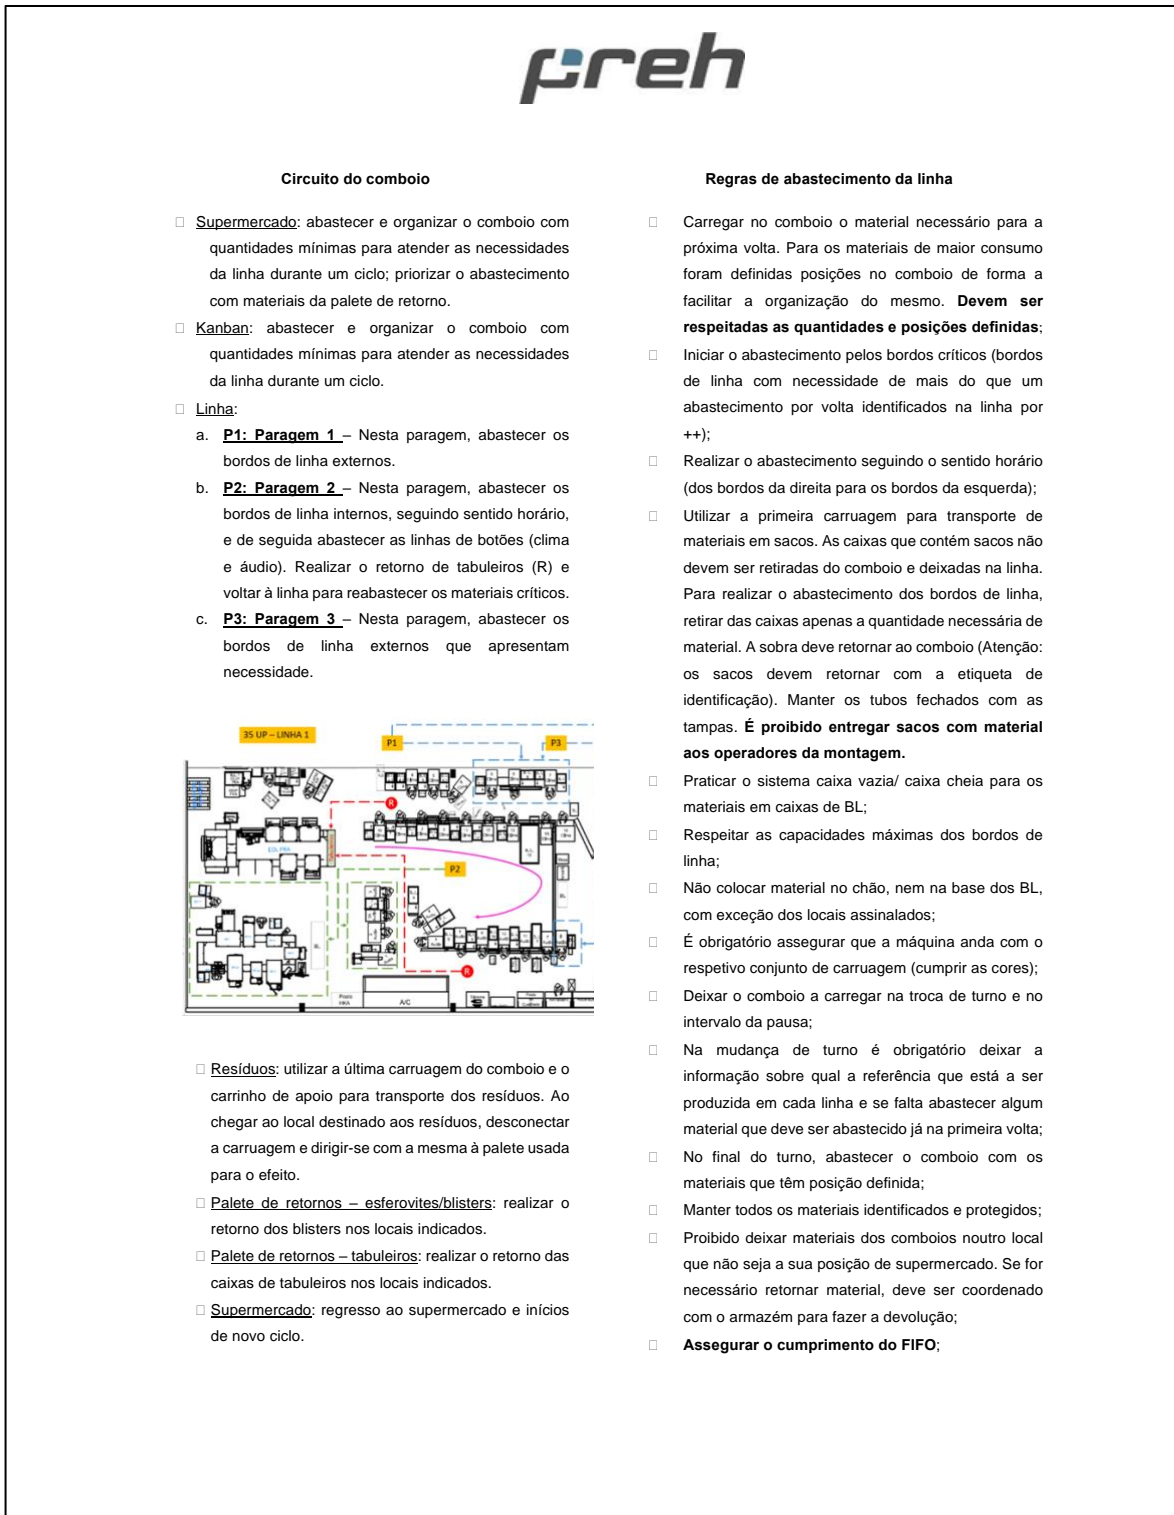 preh
Circuito do comboio
Supermercado: abastecer e organizar o comboio com
quantidades mínimas para atender as necessidades
da linha durante um ciclo; priorizar o abastecimento
com materiais da palete de retorno.
Kanban: abastecer e organizar o comboio com
quantidades mínimas para atender as necessidades
da linha durante um ciclo.
Linha:
a. P1: Paragem 1 – Nesta paragem, abastecer os
bordos de linha externos.
b. P2: Paragem 2 – Nesta paragem, abastecer os
bordos de linha internos, seguindo sentido horário,
e de seguida abastecer as linhas de botões (clima
e áudio). Realizar o retorno de tabuleiros (R) e
voltar à linha para reabastecer os materiais críticos.
c. P3: Paragem 3 – Nesta paragem, abastecer os
bordos de linha externos que apresentam
necessidade.
35 UP – LINHA 1
P1
P3
R
EOL PRA
P2
BL
BL
R
Posto
HKA
A/C
Resíduos: utilizar a última carruagem do comboio e o
carrinho de apoio para transporte dos resíduos. Ao
chegar ao local destinado aos resíduos, desconectar
a carruagem e dirigir-se com a mesma à palete usada
para o efeito.
Palete de retornos – esferovites/blisters: realizar o
retorno dos blisters nos locais indicados.
Palete de retornos – tabuleiros: realizar o retorno das
caixas de tabuleiros nos locais indicados.
Supermercado: regresso ao supermercado e inícios
de novo ciclo.
Regras de abastecimento da linha
Carregar no comboio o material necessário para a
próxima volta. Para os materiais de maior consumo
foram definidas posições no comboio de forma a
facilitar a organização do mesmo. Devem ser
respeitadas as quantidades e posições definidas;
Iniciar o abastecimento pelos bordos críticos (bordos
de linha com necessidade de mais do que um
abastecimento por volta identificados na linha por
++);
Realizar o abastecimento seguindo o sentido horário
(dos bordos da direita para os bordos da esquerda);
Utilizar a primeira carruagem para transporte de
materiais em sacos. As caixas que contém sacos não
devem ser retiradas do comboio e deixadas na linha.
Para realizar o abastecimento dos bordos de linha,
retirar das caixas apenas a quantidade necessária de
material. A sobra deve retornar ao comboio (Atenção:
os sacos devem retornar com a etiqueta de
identificação). Manter os tubos fechados com as
tampas. É proibido entregar sacos com material
aos operadores da montagem.
Praticar o sistema caixa vazia/ caixa cheia para os
materiais em caixas de BL;
Respeitar as capacidades máximas dos bordos de
linha;
Não colocar material no chão, nem na base dos BL,
com exceção dos locais assinalados;
É obrigatório assegurar que a máquina anda com o
respetivo conjunto de carruagem (cumprir as cores);
Deixar o comboio a carregar na troca de turno e no
intervalo da pausa;
Na mudança de turno é obrigatório deixar a
informação sobre qual a referência que está a ser
produzida em cada linha e se falta abastecer algum
material que deve ser abastecido já na primeira volta;
No final do turno, abastecer o comboio com os
materiais que têm posição definida;
Manter todos os materiais identificados e protegidos;
Proibido deixar materiais dos comboios noutro local
que não seja a sua posição de supermercado. Se for
necessário retornar material, deve ser coordenado
com o armazém para fazer a devolução;
Assegurar o cumprimento do FIFO;